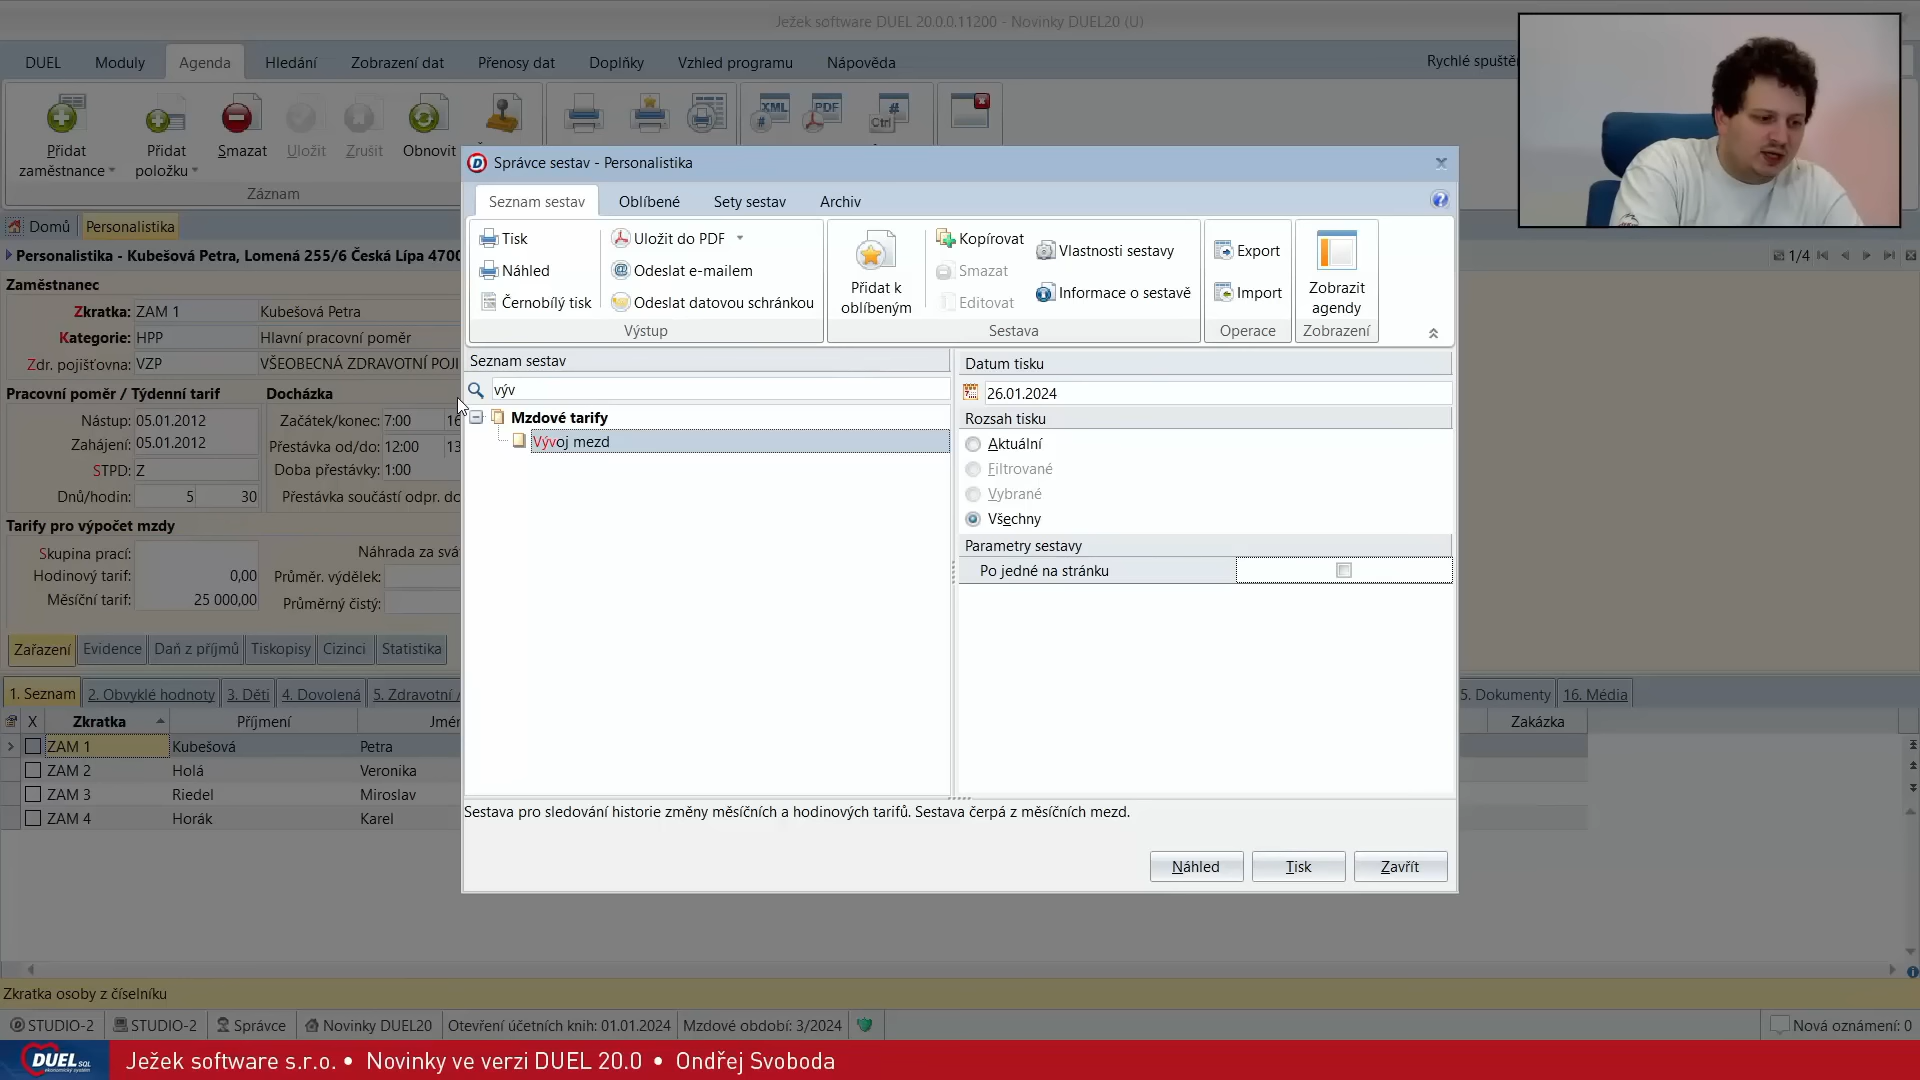 Ježek software DUEL 20.0.0.11200 - Novinky DUEL20 (U)
DUEL Moduly Agenda Hledání Zobrazení dat Přenosy dat Doplňky Vzhled programu Nápověda
Přidat zaměstnance
Přidat položku
Smazat
Uložit
Zrušit
Obnovit
XML
PDF
Ctrl
Záznam
Domů Personalistika
Personalistika - Kubešová Petra, Lomená 255/6 Česká Lípa 4700
1/4
Zaměstnanec
Zkratka: ZAM 1 Kubešová Petra
Kategorie: HPP Hlavní pracovní poměr
Zdr. pojišťovna: VZP VŠEOBECNÁ ZDRAVOTNÍ POJI
Pracovní poměr / Týdenní tarif Docházka
Nástup: 05.01.2012 Začátek/konec: 7:00 16
Zahájení: 05.01.2012 Přestávka od/do: 12:00 13
STPD: Z Doba přestávky: 1:00
Dnů/hodin: 5 30 Přestávka součástí odpr. do
Tarify pro výpočet mzdy
Skupina prací: Náhrada za svá
Hodinový tarif: 0,00 Průměr. výdělek:
Měsíční tarif: 25 000,00 Průměrný čistý:
Zařazení Evidence Daň z příjmů Tiskopisy Cizinci Statistika
1. Seznam 2. Obvyklé hodnoty 3. Děti 4. Dovolená 5. Zdravotní / 5. Dokumenty 16. Média
X Zkratka Příjmení Jmén Zakázka
ZAM 1 Kubešová Petra
ZAM 2 Holá Veronika
ZAM 3 Riedel Miroslav
ZAM 4 Horák Karel
Správce sestav - Personalistika
Seznam sestav Oblíbené Sety sestav Archiv
Tisk
Náhled
Černobílý tisk
Uložit do PDF
Odeslat e-mailem
Odeslat datovou schránkou
Výstup
Přidat k oblíbeným
Kopírovat
Smazat
Editovat
Vlastnosti sestavy
Informace o sestavě
Sestava
Export
Import
Operace
Zobrazit agendy
Zobrazení
Seznam sestav
výv
Mzdové tarify
Vývoj mezd
Datum tisku
26.01.2024
Rozsah tisku
Aktuální
Filtrované
Vybrané
Všechny
Parametry sestavy
Po jedné na stránku
Sestava pro sledování historie změny měsíčních a hodinových tarifů. Sestava čerpá z měsíčních mezd.
Náhled Tisk Zavřít
Zkratka osoby z číselníku
STUDIO-2 STUDIO-2 Správce Novinky DUEL20 Otevření účetních knih: 01.01.2024 Mzdové období: 3/2024 Nová oznámení: 0
DUEL SQL Ježek software s.r.o. • Novinky ve verzi DUEL 20.0 • Ondřej Svoboda